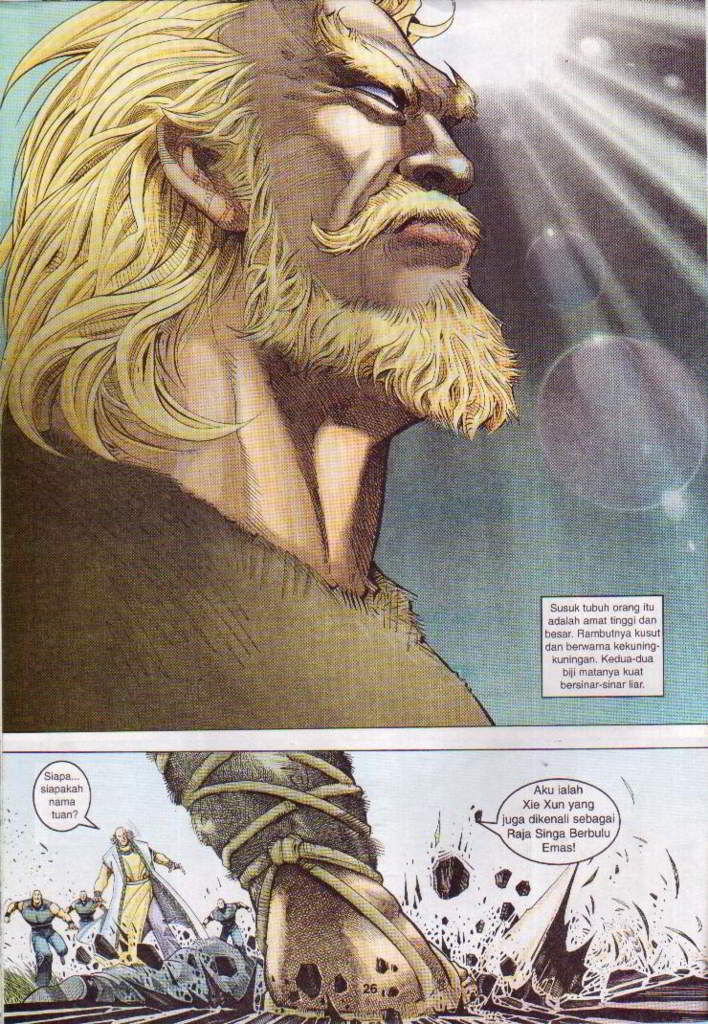 Susuk tubuh orang itu
adalah amat tinggi dan
besar. Rambutnya kusut
dan berwarna kekuning-
kuningan. Kedua-dua
biji matanya kuat
bersinar-sinar liar.
Siapa...
siapakah
nama
tuan?
Aku ialah
Xie Xun yang
juga dikenali sebagai
Raja Singa Berbulu
Emas!
26